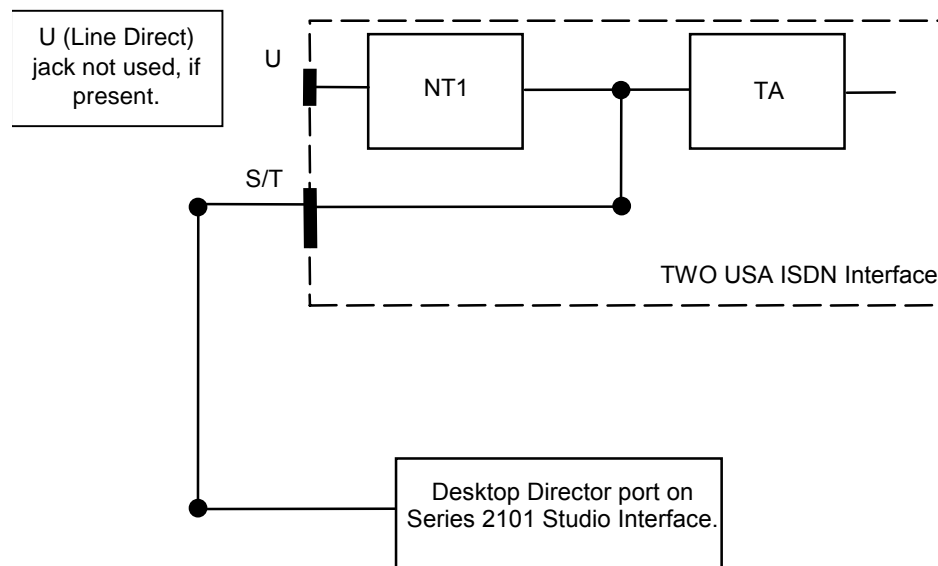 U (Line Direct)
jack not used, if
present.
U
NT1
TA
S/T
TWO USA ISDN Interface
Desktop Director port on
Series 2101 Studio Interface.